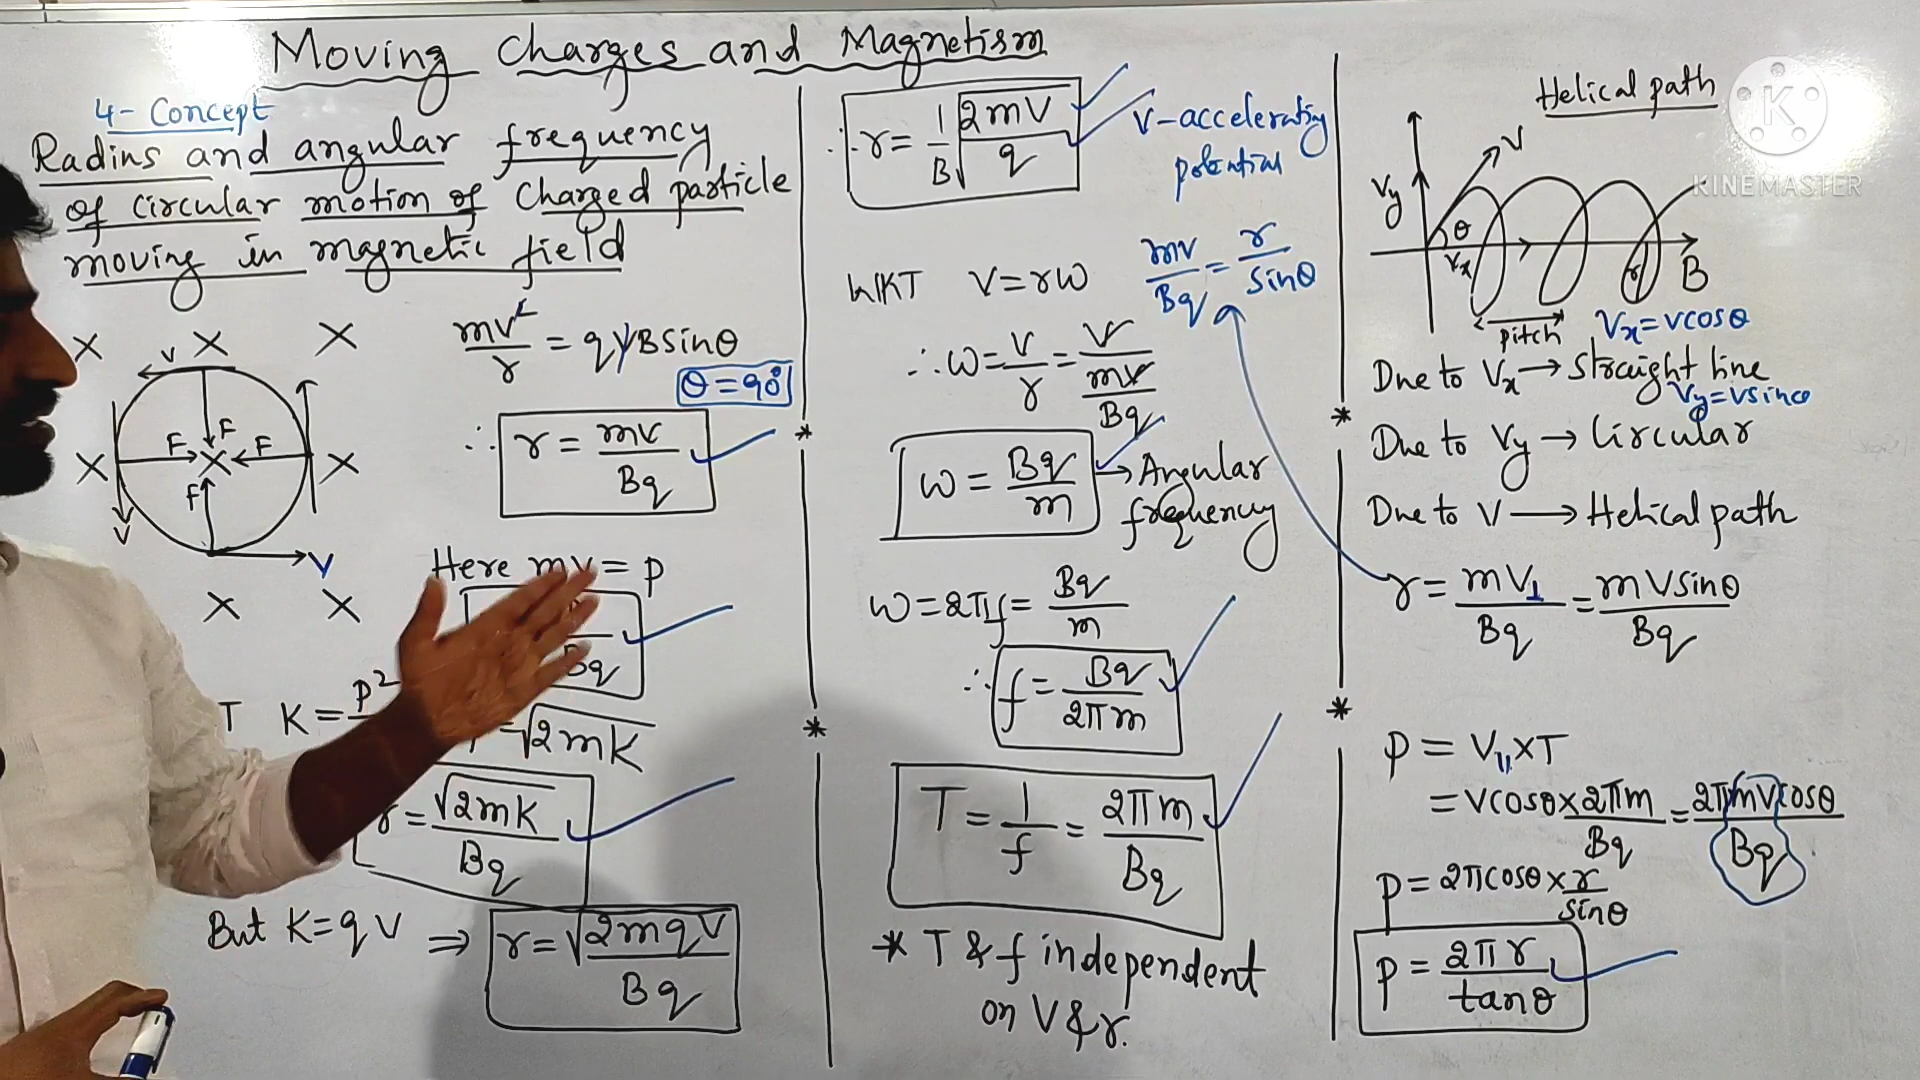 Moving Charges and Magnetism
4- Concept
Radius and angular frequency
of circular motion of Charged particle
moving in magnetic field
X X X
V
F F F
X X X
F
V
V
X X
mv²/r = qvBsinθ
θ = 90°
∴ r = mv/Bq
Here mv = p
Bq
T K = p²
= √2mK
r = √2mK/Bq
But K = qV ⇒ r = √2mqV/Bq
∴ r = 1/B √2mV/q
V-accelerating
potential
WKT V = rω
mv/Bq = r/sinθ
∴ ω = v/r = v/(mv/Bq)
ω = Bq/m → Angular
frequency
ω = 2πf = Bq/m
∴ f = Bq/2πm
T = 1/f = 2πm/Bq
* T & f independent
on V & r.
Helical path
K
KINEMASTER
V
Vy
θ
Vx
r
B
pitch
Vx = vcosθ
Due to Vx → straight line
Vy = vsinθ
Due to Vy → Circular
Due to V → Helical path
r = mV⊥/Bq = mVsinθ/Bq
P = V∥ x T
= Vcosθ x 2πm/Bq = 2πmVcosθ/Bq
P = 2πcosθ x r/sinθ
P = 2πr/tanθ